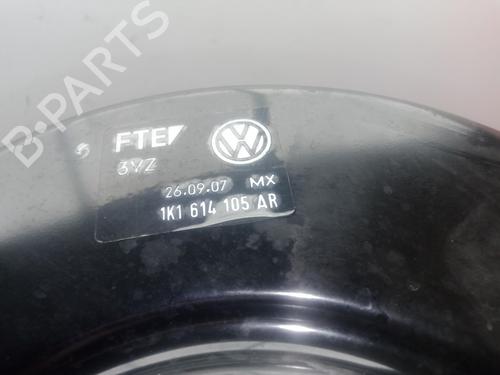 FTE
3YZ
26.09.07 MX
1K1 614 105 AR
B-PARTS